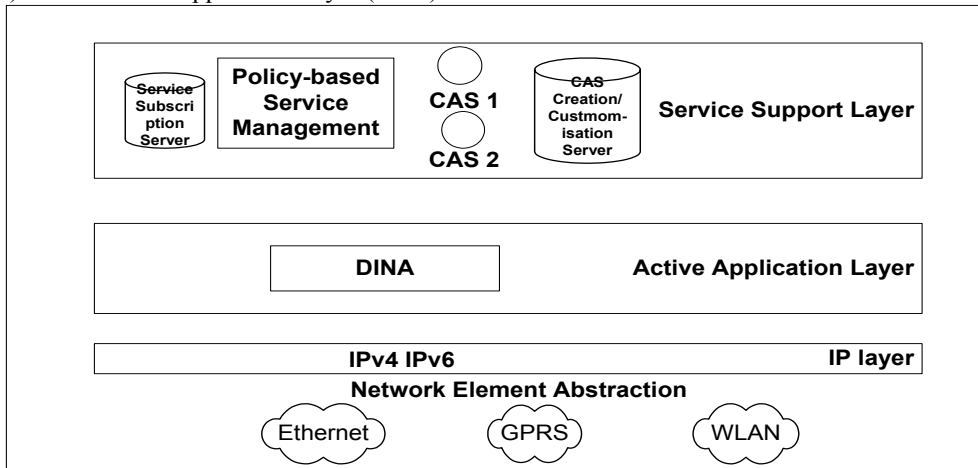 Policy-based
Service
Management
Service
Subscri
ption
Server
CAS 1
CAS 2
CAS
Creation/
Custmom-
isation
Server
Service Support Layer
DINA
Active Application Layer
IPv4 IPv6
IP layer
Network Element Abstraction
Ethernet
GPRS
WLAN